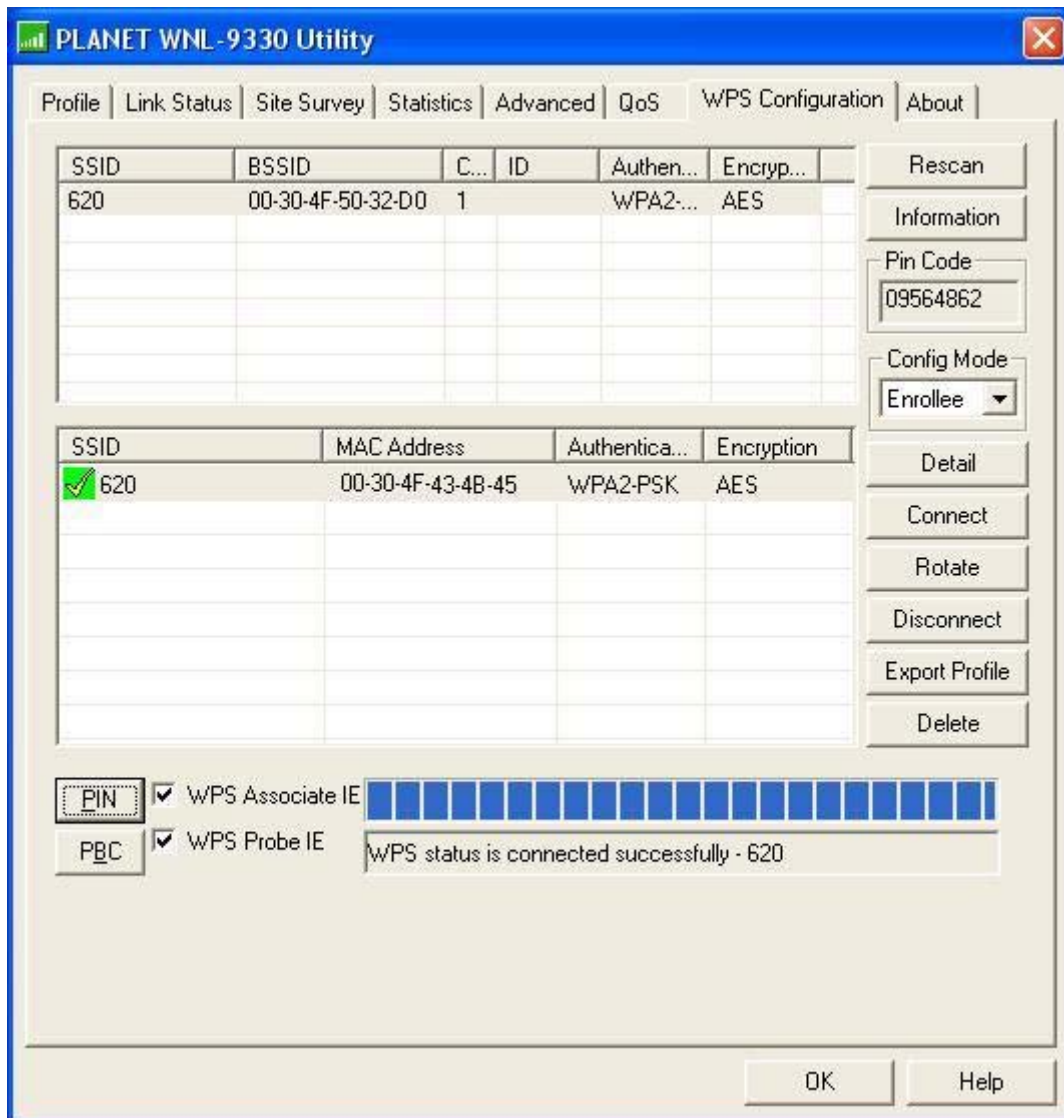 PLANET WNL-9330 Utility
Profile Link Status Site Survey Statistics Advanced QoS WPS Configuration About
SSID BSSID C... ID Authen... Encryp...
620 00-30-4F-50-32-D0 1 WPA2-... AES
Rescan
Information
Pin Code
09564862
Config Mode
Enrollee
SSID MAC Address Authentica... Encryption
620 00-30-4F-43-4B-45 WPA2-PSK AES
Detail
Connect
Rotate
Disconnect
Export Profile
Delete
PIN WPS Associate IE
PBC WPS Probe IE
WPS status is connected successfully - 620
OK Help